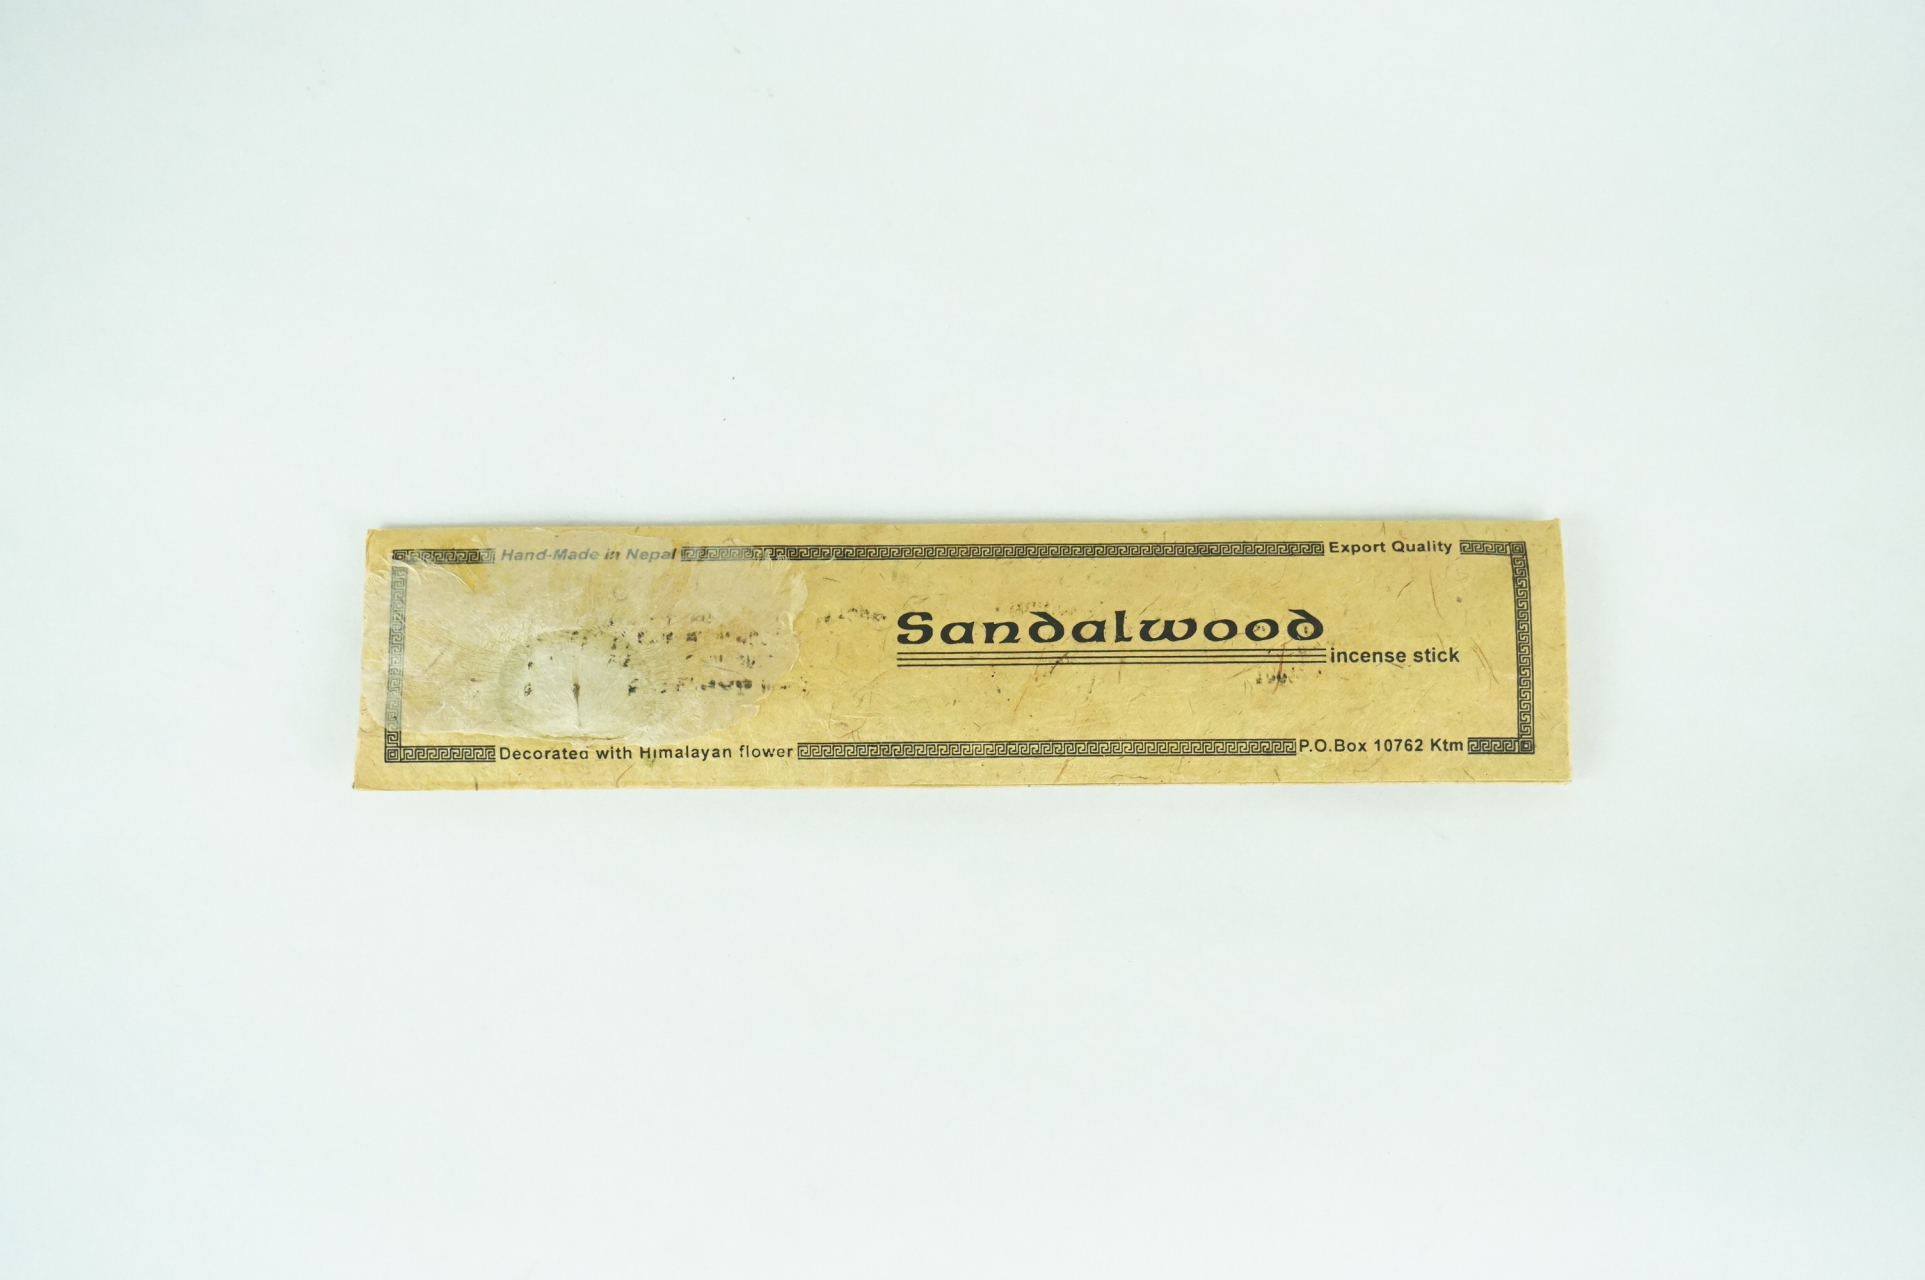 Hand-Made in Nepal
Export Quality
Sandalwood
incense stick
Decorated with Himalayan flower
P.O.Box 10762 Ktm